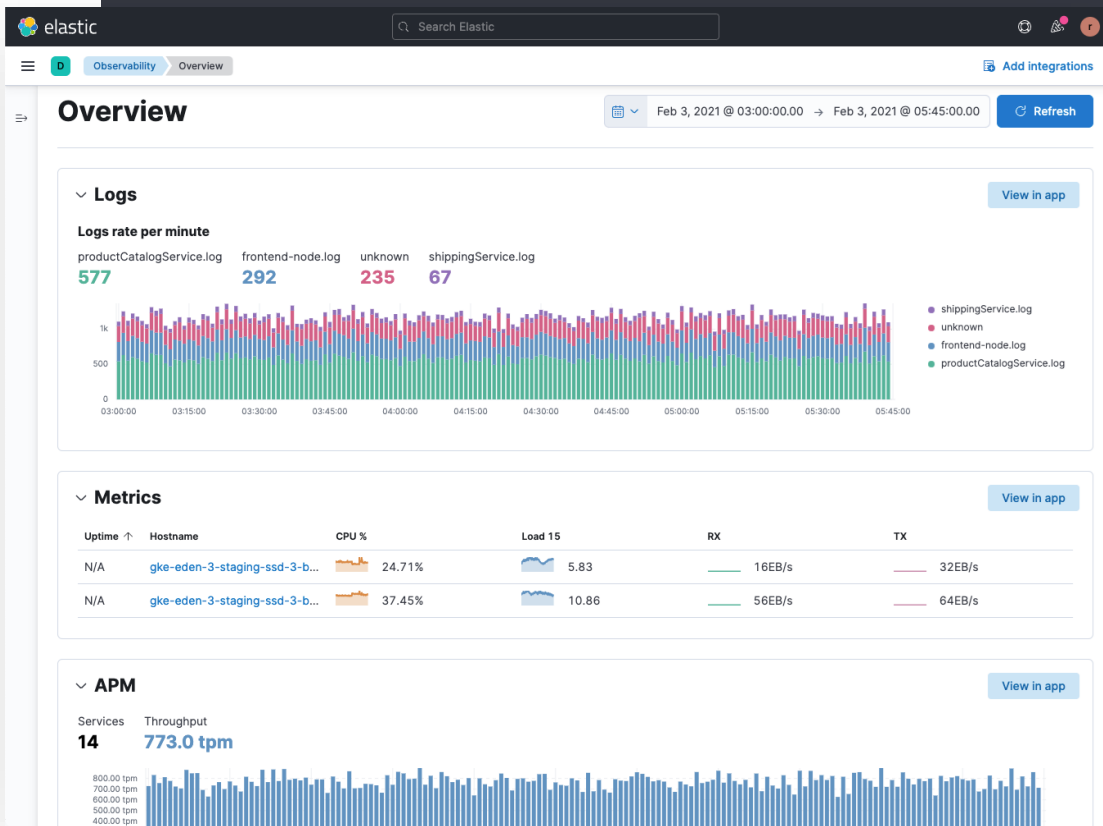 elastic
Search Elastic
r
D Observability Overview
Add integrations
Overview
Feb 3, 2021 @ 03:00:00.00 → Feb 3, 2021 @ 05:45:00.00
Refresh
Logs
View in app
Logs rate per minute
productCatalogService.log frontend-node.log unknown shippingService.log
577 292 235 67
1k
500
0
03:00:00 03:15:00 03:30:00 03:45:00 04:00:00 04:15:00 04:30:00 04:45:00 05:00:00 05:15:00 05:30:00 05:45:00
shippingService.log
unknown
frontend-node.log
productCatalogService.log
Metrics
View in app
Uptime ↑ Hostname CPU % Load 15 RX TX
N/A gke-eden-3-staging-ssd-3-b... 24.71% 5.83 16EB/s 32EB/s
N/A gke-eden-3-staging-ssd-3-b... 37.45% 10.86 56EB/s 64EB/s
APM
View in app
Services Throughput
14 773.0 tpm
800.00 tpm
700.00 tpm
600.00 tpm
500.00 tpm
400.00 tpm